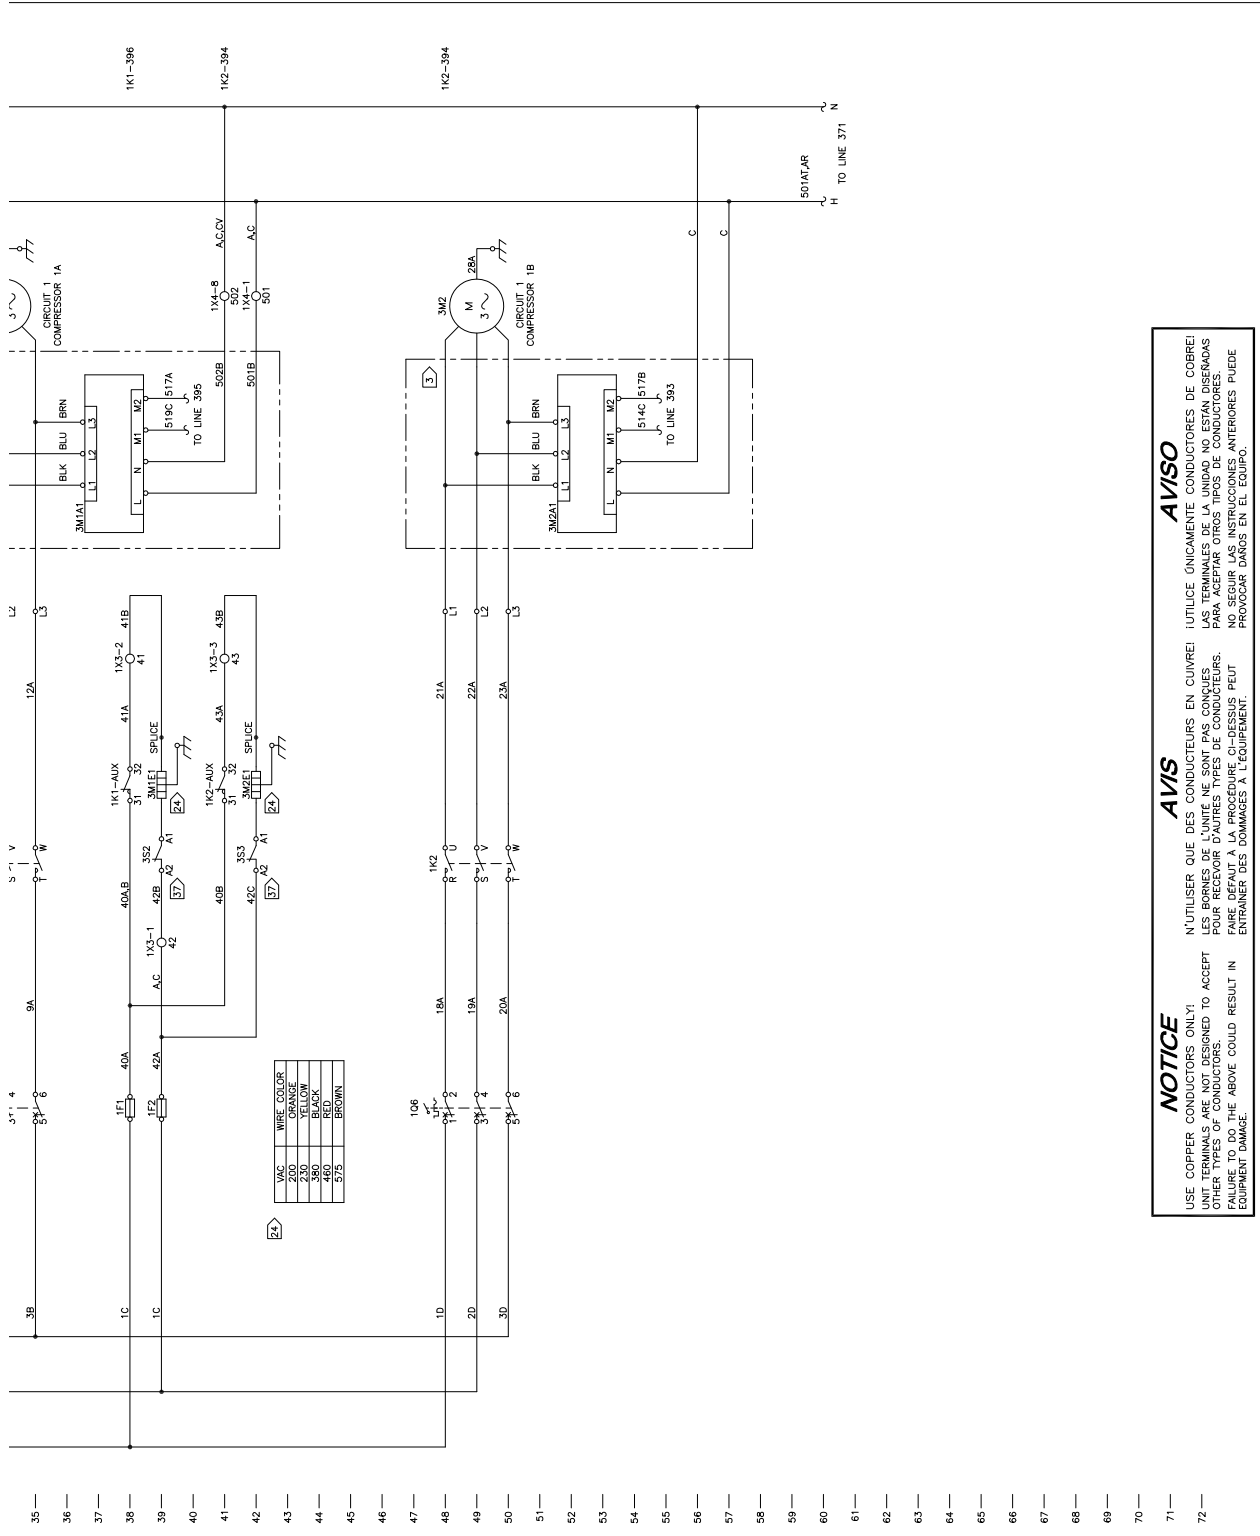 35
36
37
38
39
40
41
42
43
44
45
46
47
48
49
50
51
52
53
54
55
56
57
58
59
60
61
62
63
64
65
66
67
68
69
70
71
72
3B
5
6
4
9A
T
W
S
V
12A
L2
L3
CIRCUIT 1
COMPRESSOR 1A
3
1C
1F1
40A
40A,B
1K1-AUX
31
32
41A
1X3-2
41
41B
1K1-396
1C
1F2
42A
A,C
1X3-1
42
42B
37
A2
3S2
A1
24
3M1E1
SPLICE
40B
1K2-AUX
31
32
43A
1X3-3
43
43B
42C
37
A2
3S3
A1
24
3M2E1
SPLICE
3M1A1
L1
L2
L3
BLK
BLU
BRN
L
N
M1
M2
519C
517A
TO LINE 395
502B
1X4-8
502
A,C,CV
1K2-394
501B
1X4-1
501
A,C
24
VAC WIRE COLOR
200 ORANGE
230 YELLOW
380 BLACK
460 RED
575 BROWN
1D
2D
3D
1Q6
1
2
3
4
5
6
18A
19A
20A
1K2
R
U
S
V
T
W
21A
22A
23A
L1
L2
L3
3
3M2
M
3
28A
CIRCUIT 1
COMPRESSOR 1B
1K2-394
3M2A1
L1
L2
L3
BLK
BLU
BRN
L
N
M1
M2
514C
517B
TO LINE 393
C
C
501AT,AR
H
N
TO LINE 371
NOTICE
USE COPPER CONDUCTORS ONLY!
UNIT TERMINALS ARE NOT DESIGNED TO ACCEPT
OTHER TYPES OF CONDUCTORS.
FAILURE TO DO THE ABOVE COULD RESULT IN
EQUIPMENT DAMAGE.
AVIS
N'UTILISER QUE DES CONDUCTEURS EN CUIVRE!
LES BORNES DE L'UNITÉ NE SONT PAS CONÇUES
POUR RECEVOIR D'AUTRES TYPES DE CONDUCTEURS.
FAIRE DÉFAUT À LA PROCÉDURE CI-DESSUS PEUT
ENTRAÎNER DES DOMMAGES À L'ÉQUIPEMENT.
AVISO
¡UTILICE ÚNICAMENTE CONDUCTORES DE COBRE!
LAS TERMINALES DE LA UNIDAD NO ESTÁN DISEÑADAS
PARA ACEPTAR OTROS TIPOS DE CONDUCTORES.
NO SEGUIR LAS INSTRUCCIONES ANTERIORES PUEDE
PROVOCAR DAÑOS EN EL EQUIPO.